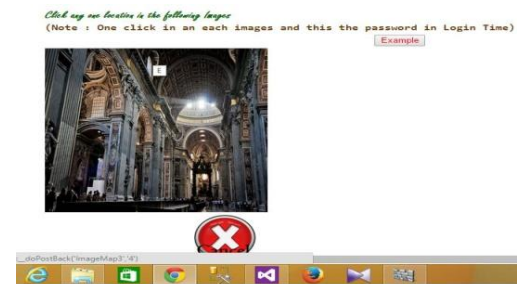 Click any one location in the following Images
(Note : One click in an each images and this the password in Login Time)
Example
E
__doPostBack('ImageMap3','4')